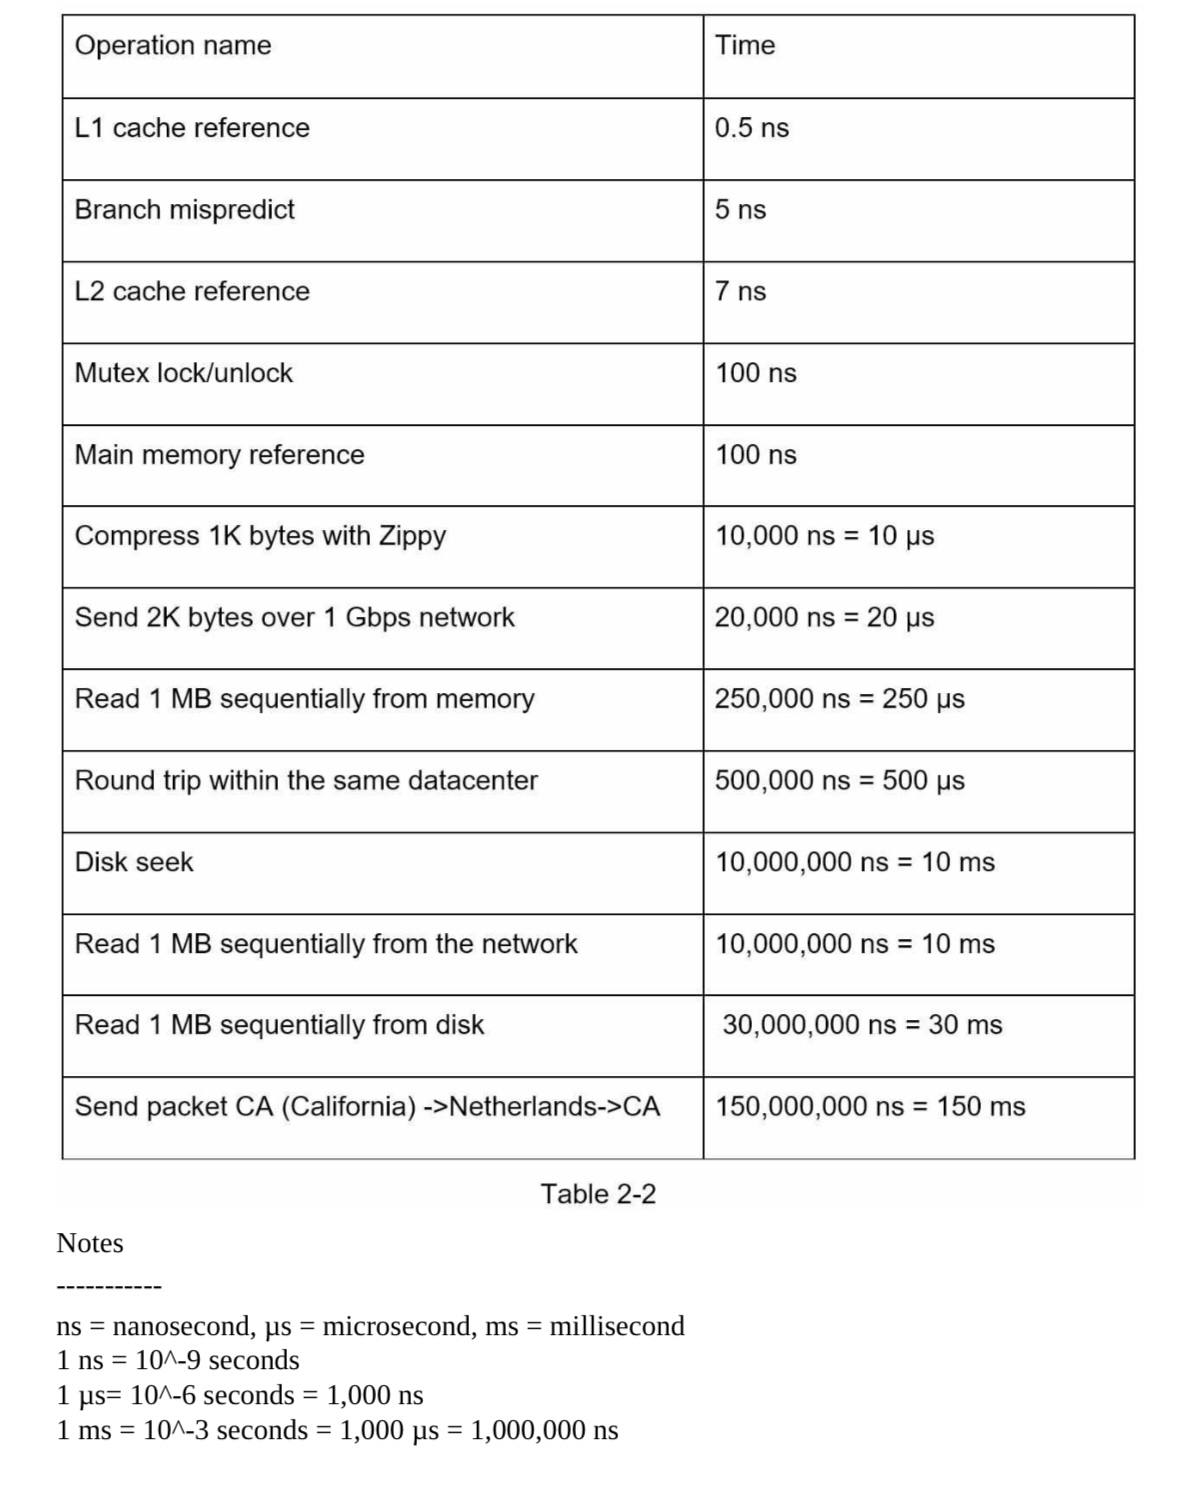 Operation name Time
L1 cache reference 0.5 ns
Branch mispredict 5 ns
L2 cache reference 7 ns
Mutex lock/unlock 100 ns
Main memory reference 100 ns
Compress 1K bytes with Zippy 10,000 ns = 10 µs
Send 2K bytes over 1 Gbps network 20,000 ns = 20 µs
Read 1 MB sequentially from memory 250,000 ns = 250 µs
Round trip within the same datacenter 500,000 ns = 500 µs
Disk seek 10,000,000 ns = 10 ms
Read 1 MB sequentially from the network 10,000,000 ns = 10 ms
Read 1 MB sequentially from disk 30,000,000 ns = 30 ms
Send packet CA (California) ->Netherlands->CA 150,000,000 ns = 150 ms
Table 2-2
Notes
-----------
ns = nanosecond, µs = microsecond, ms = millisecond
1 ns = 10^-9 seconds
1 µs= 10^-6 seconds = 1,000 ns
1 ms = 10^-3 seconds = 1,000 µs = 1,000,000 ns